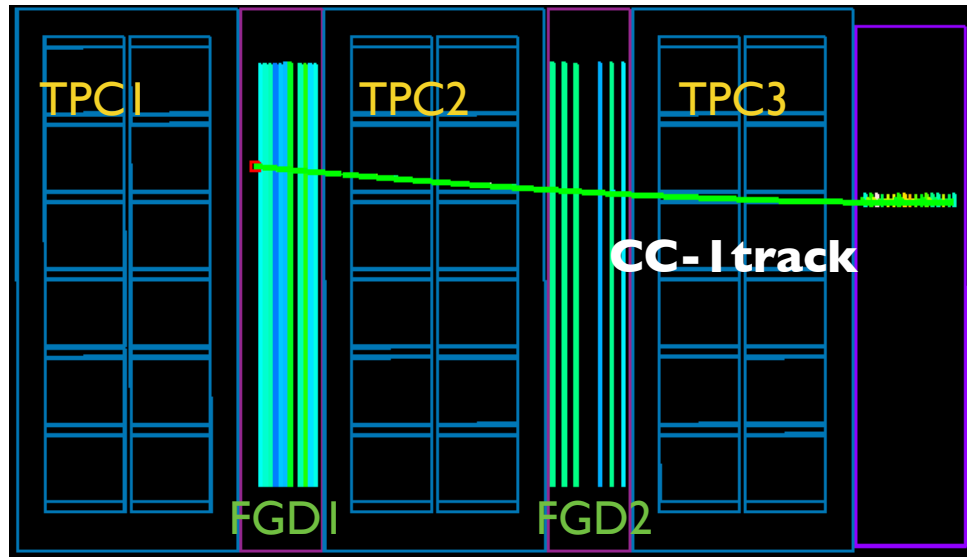 TPC1
TPC2
TPC3
CC-1track
FGD1
FGD2